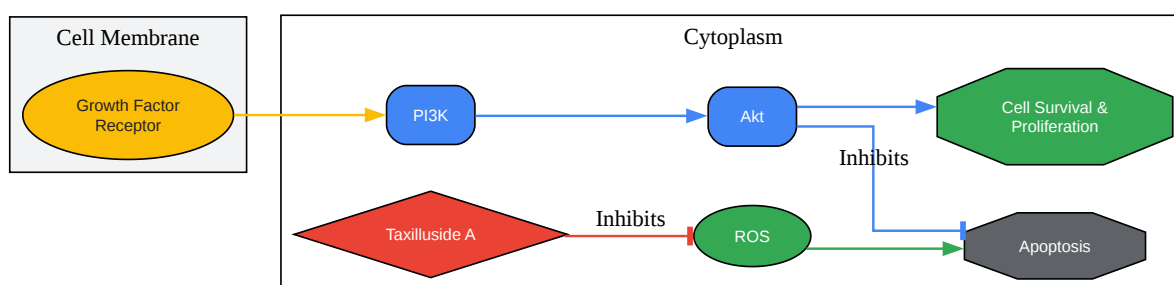 Cell Membrane
Cytoplasm
Growth Factor
Receptor
PI3K
Akt
Cell Survival &
Proliferation
Inhibits
Taxilluside A
Inhibits
ROS
Apoptosis